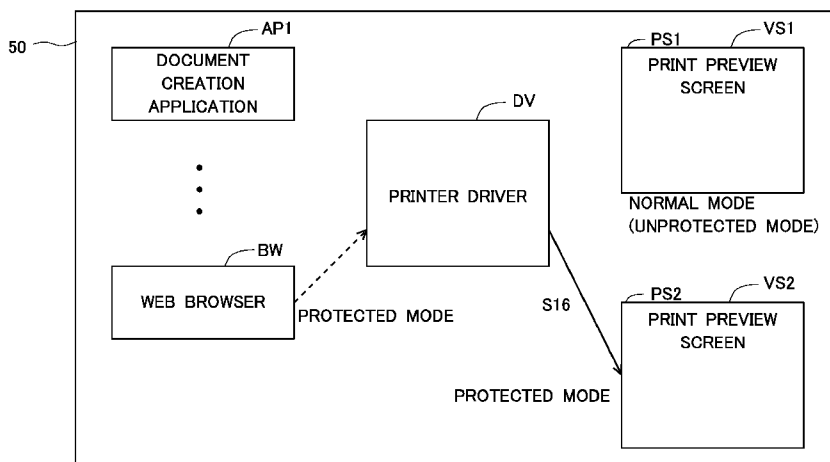 50
AP1
DOCUMENT
CREATION
APPLICATION
BW
WEB BROWSER
PROTECTED MODE
DV
PRINTER DRIVER
S16
PS1
VS1
PRINT PREVIEW
SCREEN
NORMAL MODE
(UNPROTECTED MODE)
PS2
VS2
PRINT PREVIEW
SCREEN
PROTECTED MODE